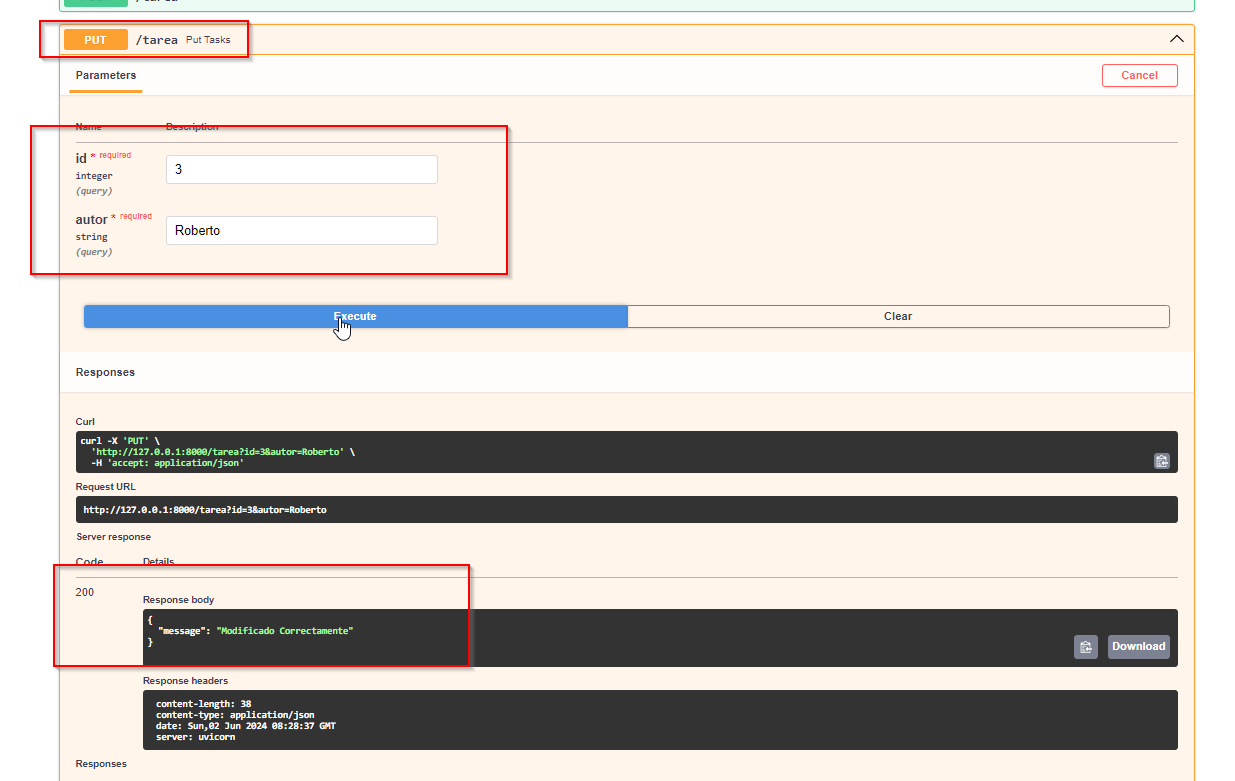 PUT /tarea Put Tasks
Parameters
Cancel
Name Description
id * required
integer
(query)
3
autor * required
string
(query)
Roberto
Execute
Clear
Responses
Curl
curl -X 'PUT' \
'http://127.0.0.1:8000/tarea?id=3&autor=Roberto' \
-H 'accept: application/json'
Request URL
http://127.0.0.1:8000/tarea?id=3&autor=Roberto
Server response
Code Details
200
Response body
{
"message": "Modificado Correctamente"
}
Download
Response headers
content-length: 38
content-type: application/json
date: Sun,02 Jun 2024 08:28:37 GMT
server: uvicorn
Responses